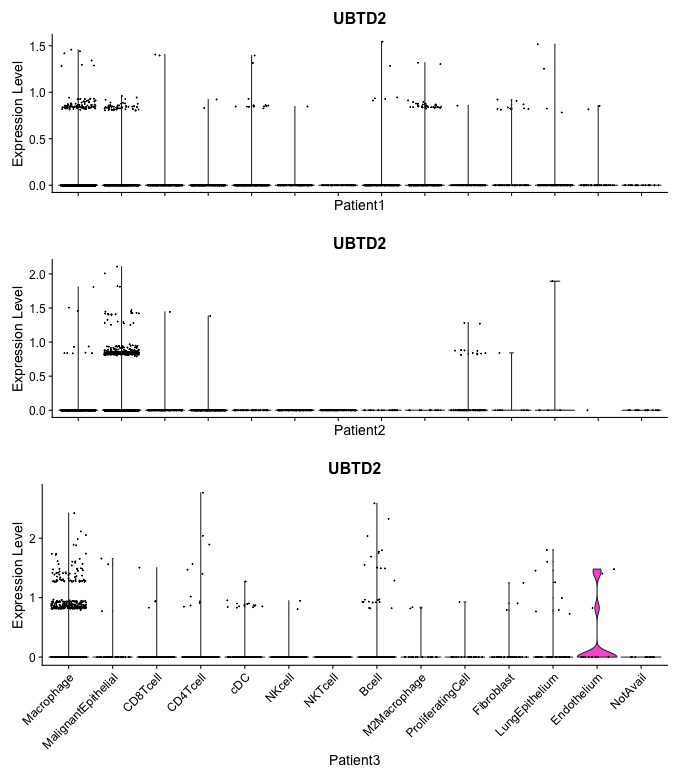 UBTD2
Expression Level
1.5
1.0
0.5
0.0
Patient1
UBTD2
Expression Level
2.0
1.5
1.0
0.5
0.0
Patient2
UBTD2
Expression Level
2
1
0
Macrophage
MalignantEpithelial
CD8Tcell
CD4Tcell
cDC
NKcell
NKTcell
Bcell
M2Macrophage
ProliferatingCell
Fibroblast
LungEpithelium
Endothelium
NotAvail
Patient3